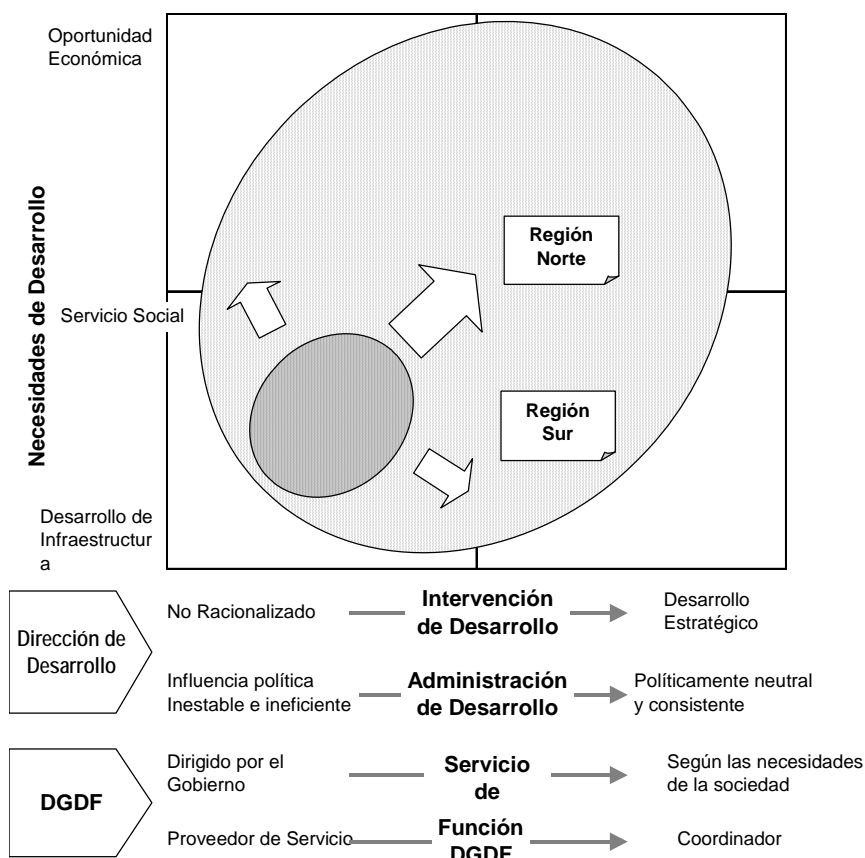 Oportunidad
Económica
Necesidades de Desarrollo
Región
Norte
Servicio Social
Región
Sur
Desarrollo de
Infraestructur
a
Dirección de
Desarrollo
No Racionalizado
Intervención
de Desarrollo
Desarrollo
Estratégico
Influencia política
Inestable e ineficiente
Administración
de Desarrollo
Políticamente neutral
y consistente
DGDF
Dirigido por el
Gobierno
Servicio
de
Según las necesidades
de la sociedad
Proveedor de Servicio
Función
DGDF
Coordinador